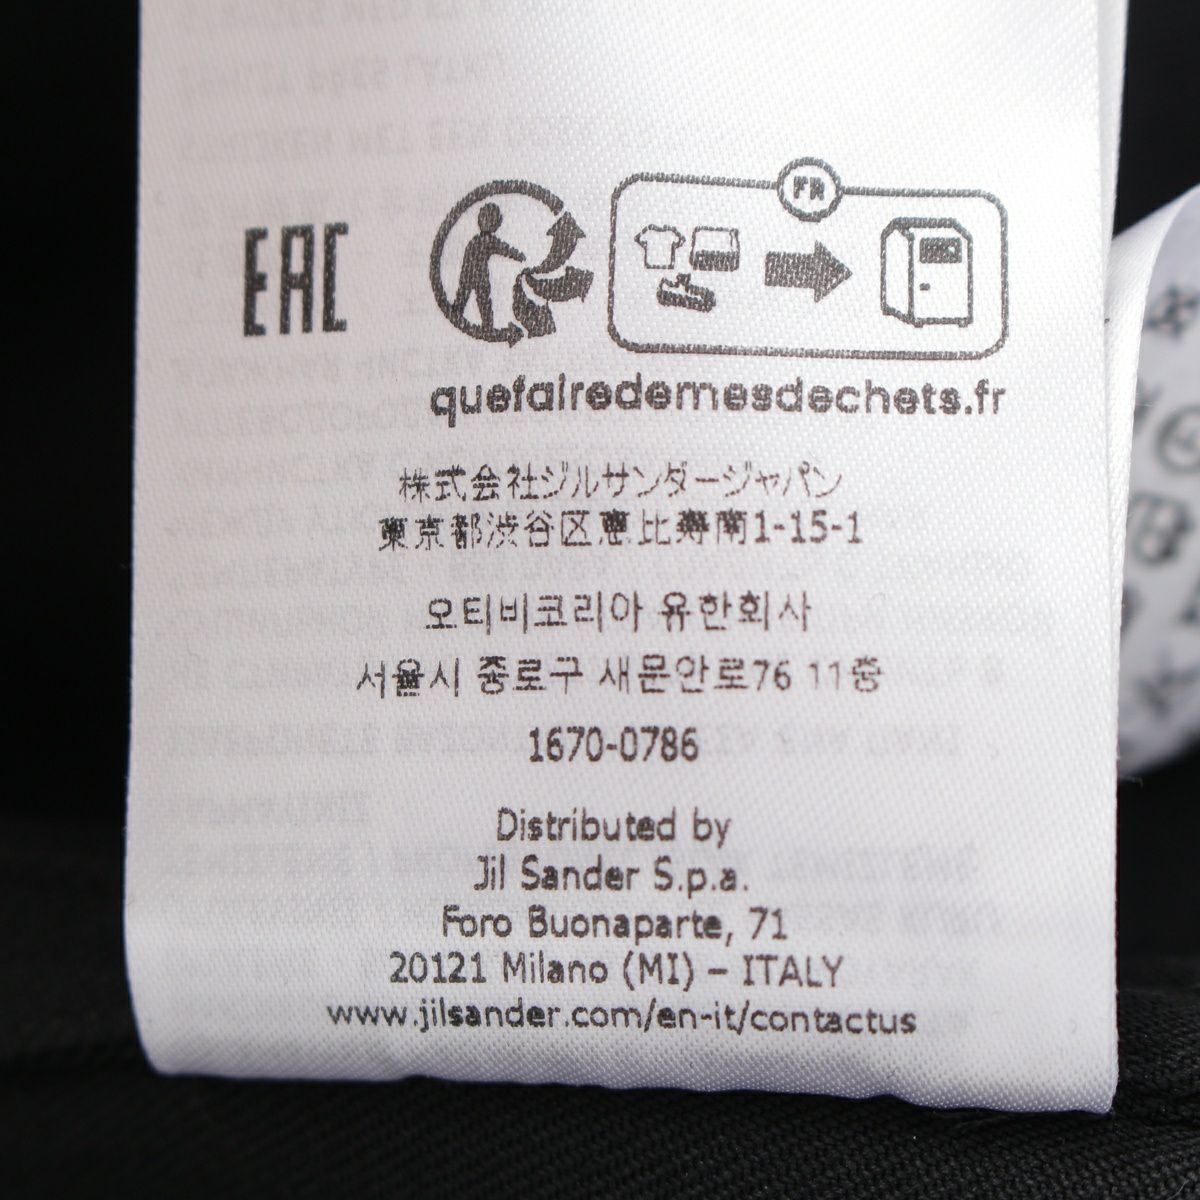 EAC
FR
quefairedemesdechets.fr
株式会社ジルサンダージャパン
東京都渋谷区恵比寿南1-15-1
오티비코리아 유한회사
서울시 종로구 새문안로76 11층
1670-0786
Distributed by
Jil Sander S.p.a.
Foro Buonaparte, 71
20121 Milano (MI) – ITALY
www.jilsander.com/en-it/contactus